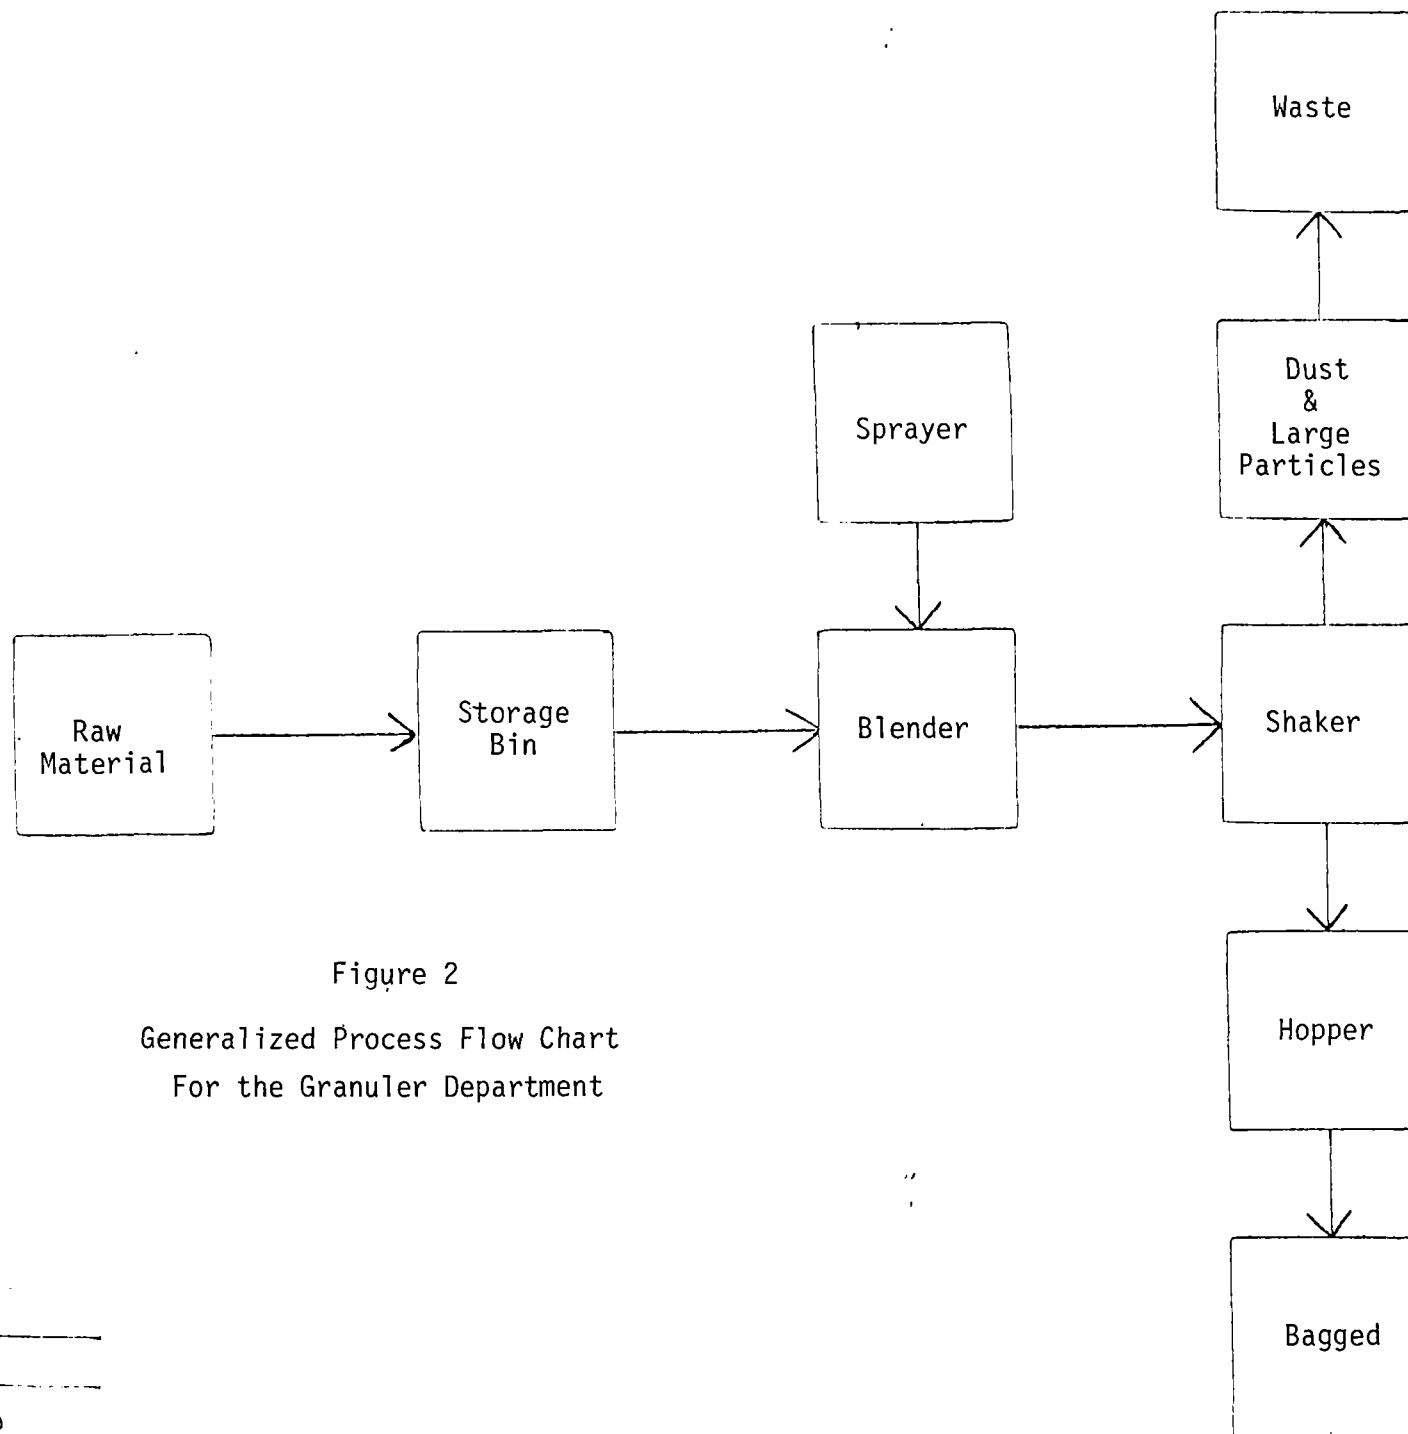 Waste
Dust
&
Large
Particles
Sprayer
Raw
Material
Storage
Bin
Blender
Shaker
Hopper
Bagged
Figure 2
Generalized Process Flow Chart
For the Granuler Department